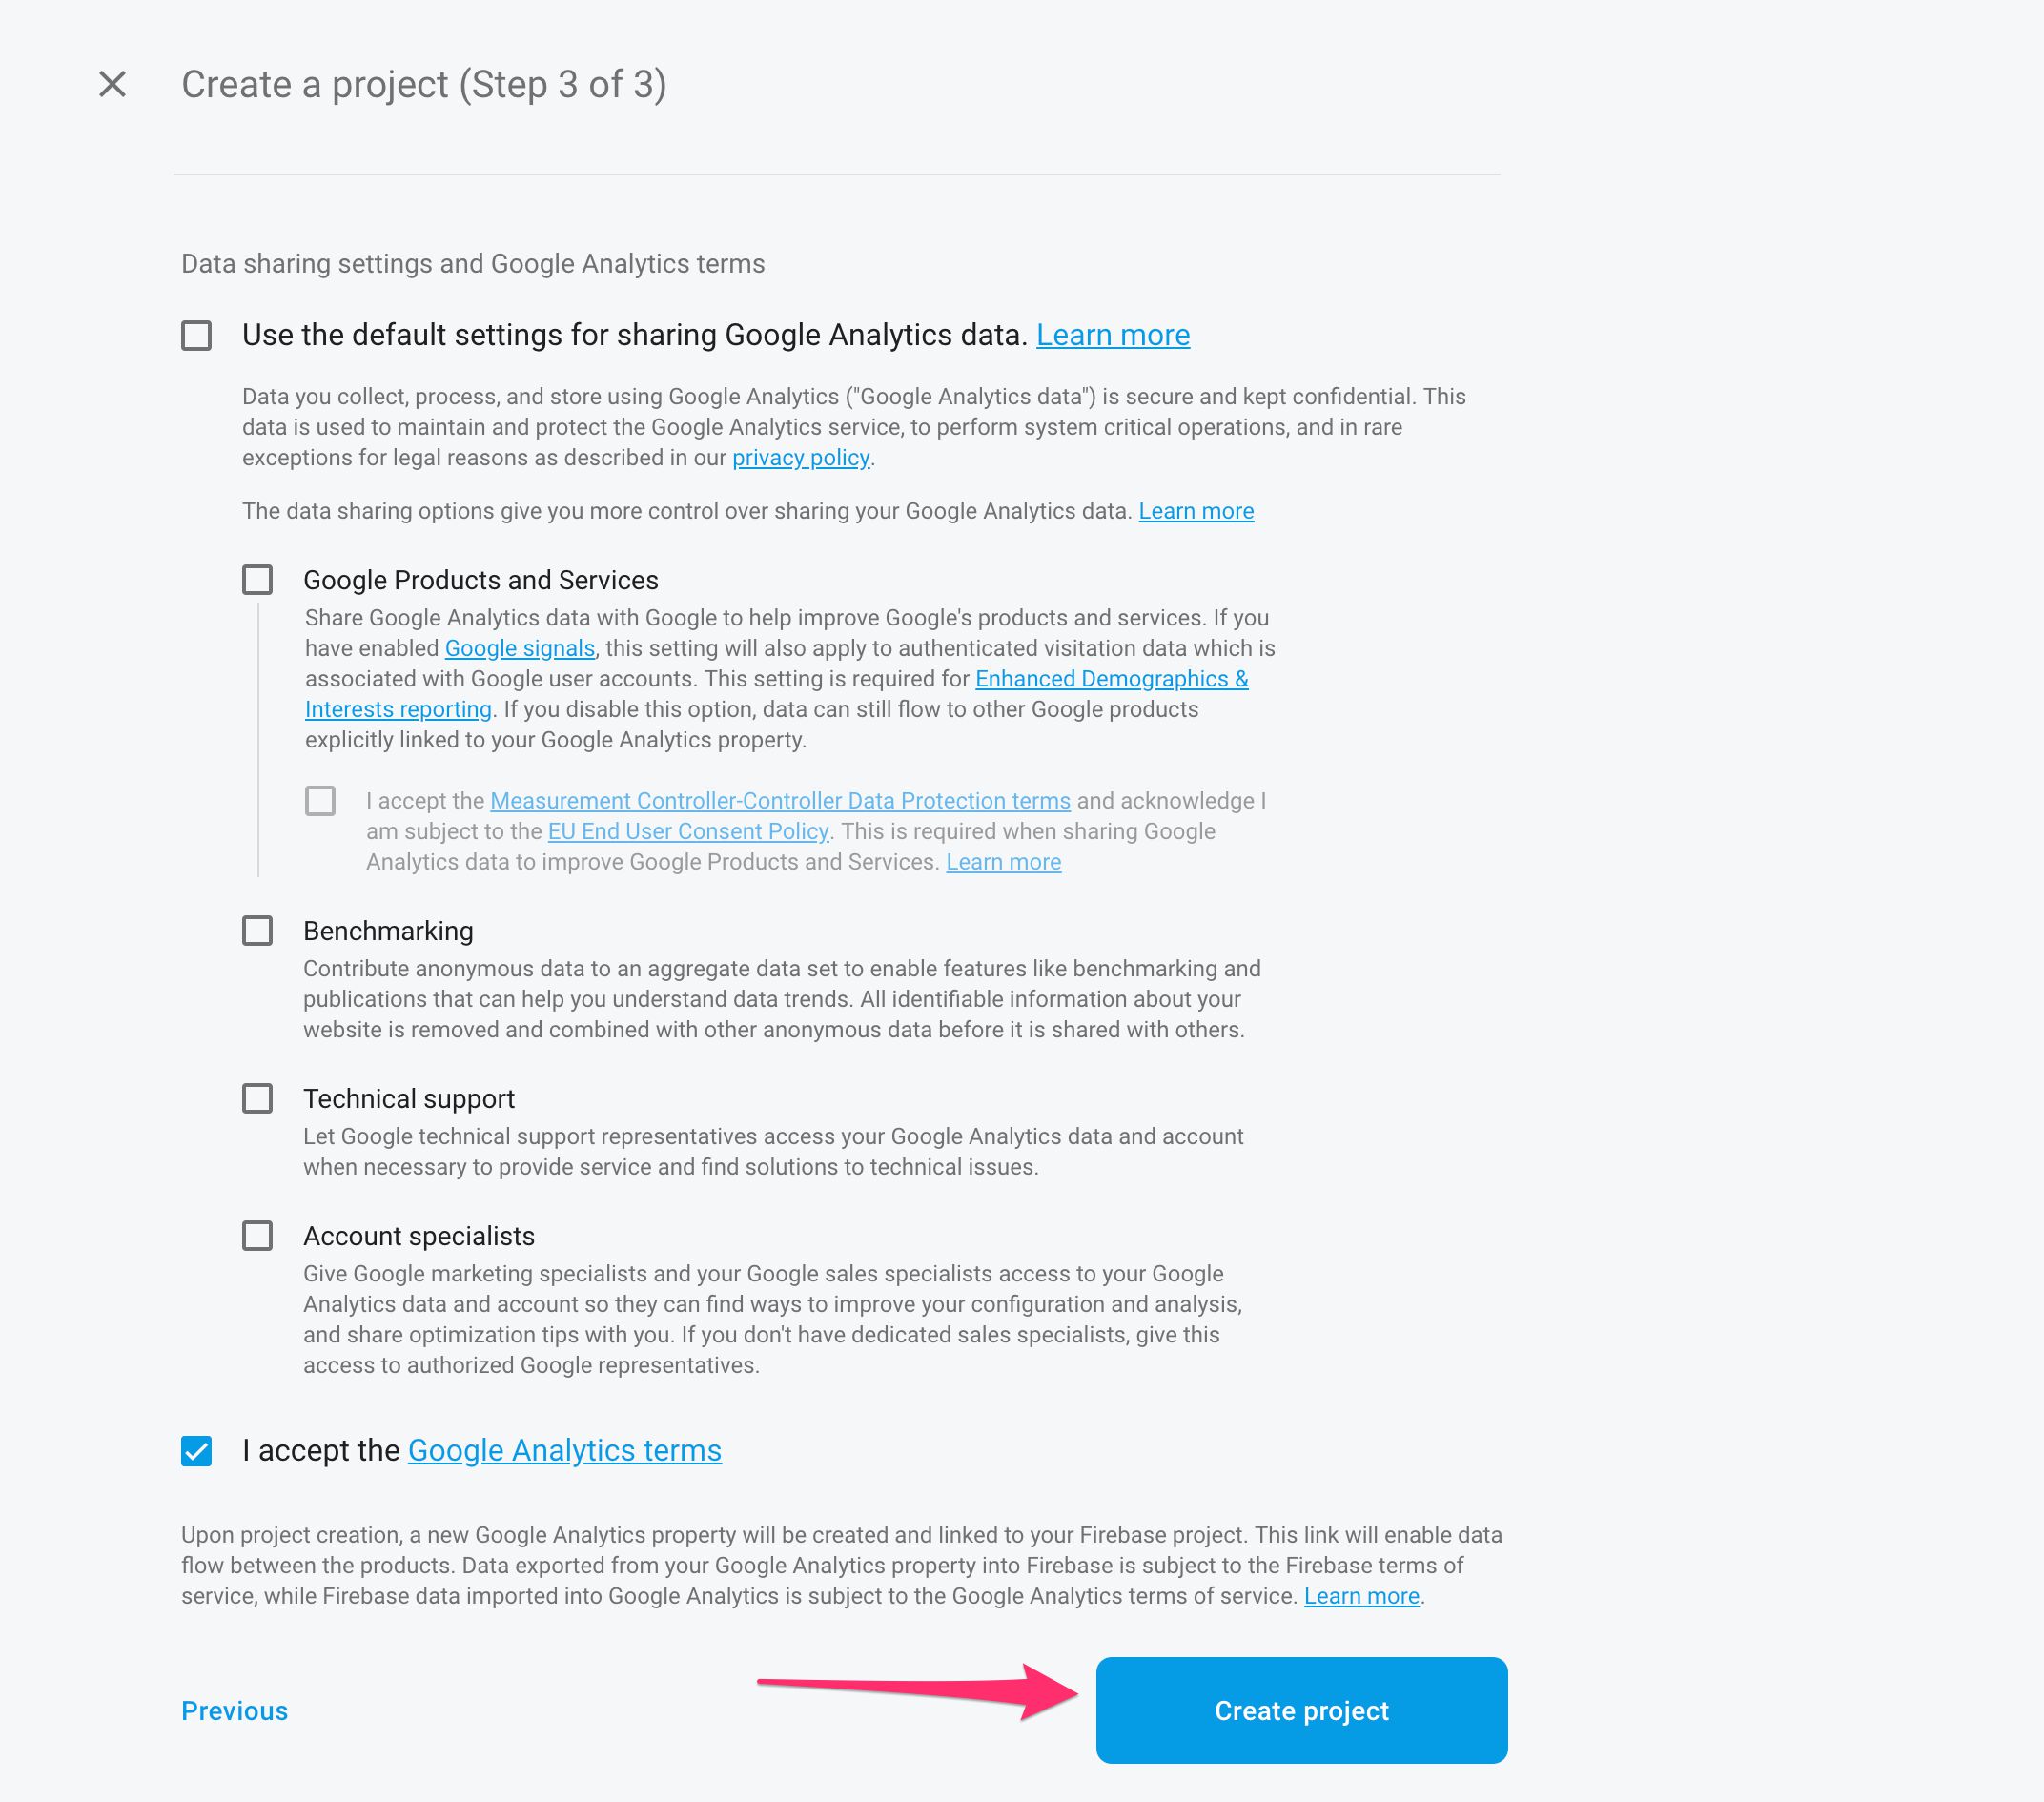 Create a project (Step 3 of 3)
Data sharing settings and Google Analytics terms
Use the default settings for sharing Google Analytics data. Learn more
Data you collect, process, and store using Google Analytics ("Google Analytics data") is secure and kept confidential. This
data is used to maintain and protect the Google Analytics service, to perform system critical operations, and in rare
exceptions for legal reasons as described in our privacy policy.
The data sharing options give you more control over sharing your Google Analytics data. Learn more
Google Products and Services
Share Google Analytics data with Google to help improve Google's products and services. If you
have enabled Google signals, this setting will also apply to authenticated visitation data which is
associated with Google user accounts. This setting is required for Enhanced Demographics &
Interests reporting. If you disable this option, data can still flow to other Google products
explicitly linked to your Google Analytics property.
I accept the Measurement Controller-Controller Data Protection terms and acknowledge I
am subject to the EU End User Consent Policy. This is required when sharing Google
Analytics data to improve Google Products and Services. Learn more
Benchmarking
Contribute anonymous data to an aggregate data set to enable features like benchmarking and
publications that can help you understand data trends. All identifiable information about your
website is removed and combined with other anonymous data before it is shared with others.
Technical support
Let Google technical support representatives access your Google Analytics data and account
when necessary to provide service and find solutions to technical issues.
Account specialists
Give Google marketing specialists and your Google sales specialists access to your Google
Analytics data and account so they can find ways to improve your configuration and analysis,
and share optimization tips with you. If you don't have dedicated sales specialists, give this
access to authorized Google representatives.
I accept the Google Analytics terms
Upon project creation, a new Google Analytics property will be created and linked to your Firebase project. This link will enable data
flow between the products. Data exported from your Google Analytics property into Firebase is subject to the Firebase terms of
service, while Firebase data imported into Google Analytics is subject to the Google Analytics terms of service. Learn more.
Previous
Create project